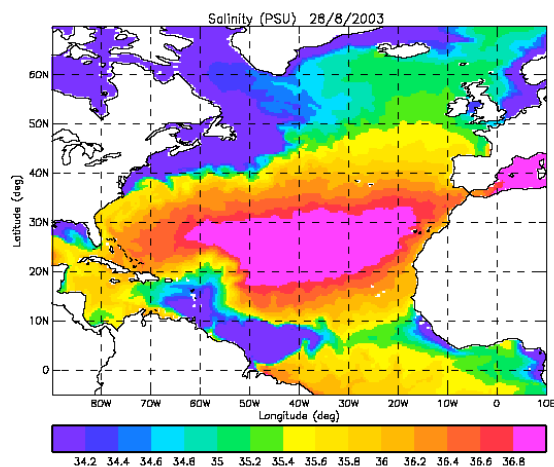 Salinity (PSU) 28/8/2003
60N
50N
40N
30N
20N
10N
0
Latitude (deg)
80W 70W 60W 50W 40W 30W 20W 10W 0 10E
Longitude (deg)
34.2 34.4 34.6 34.8 35 35.2 35.4 35.6 35.8 36 36.2 36.4 36.6 36.8